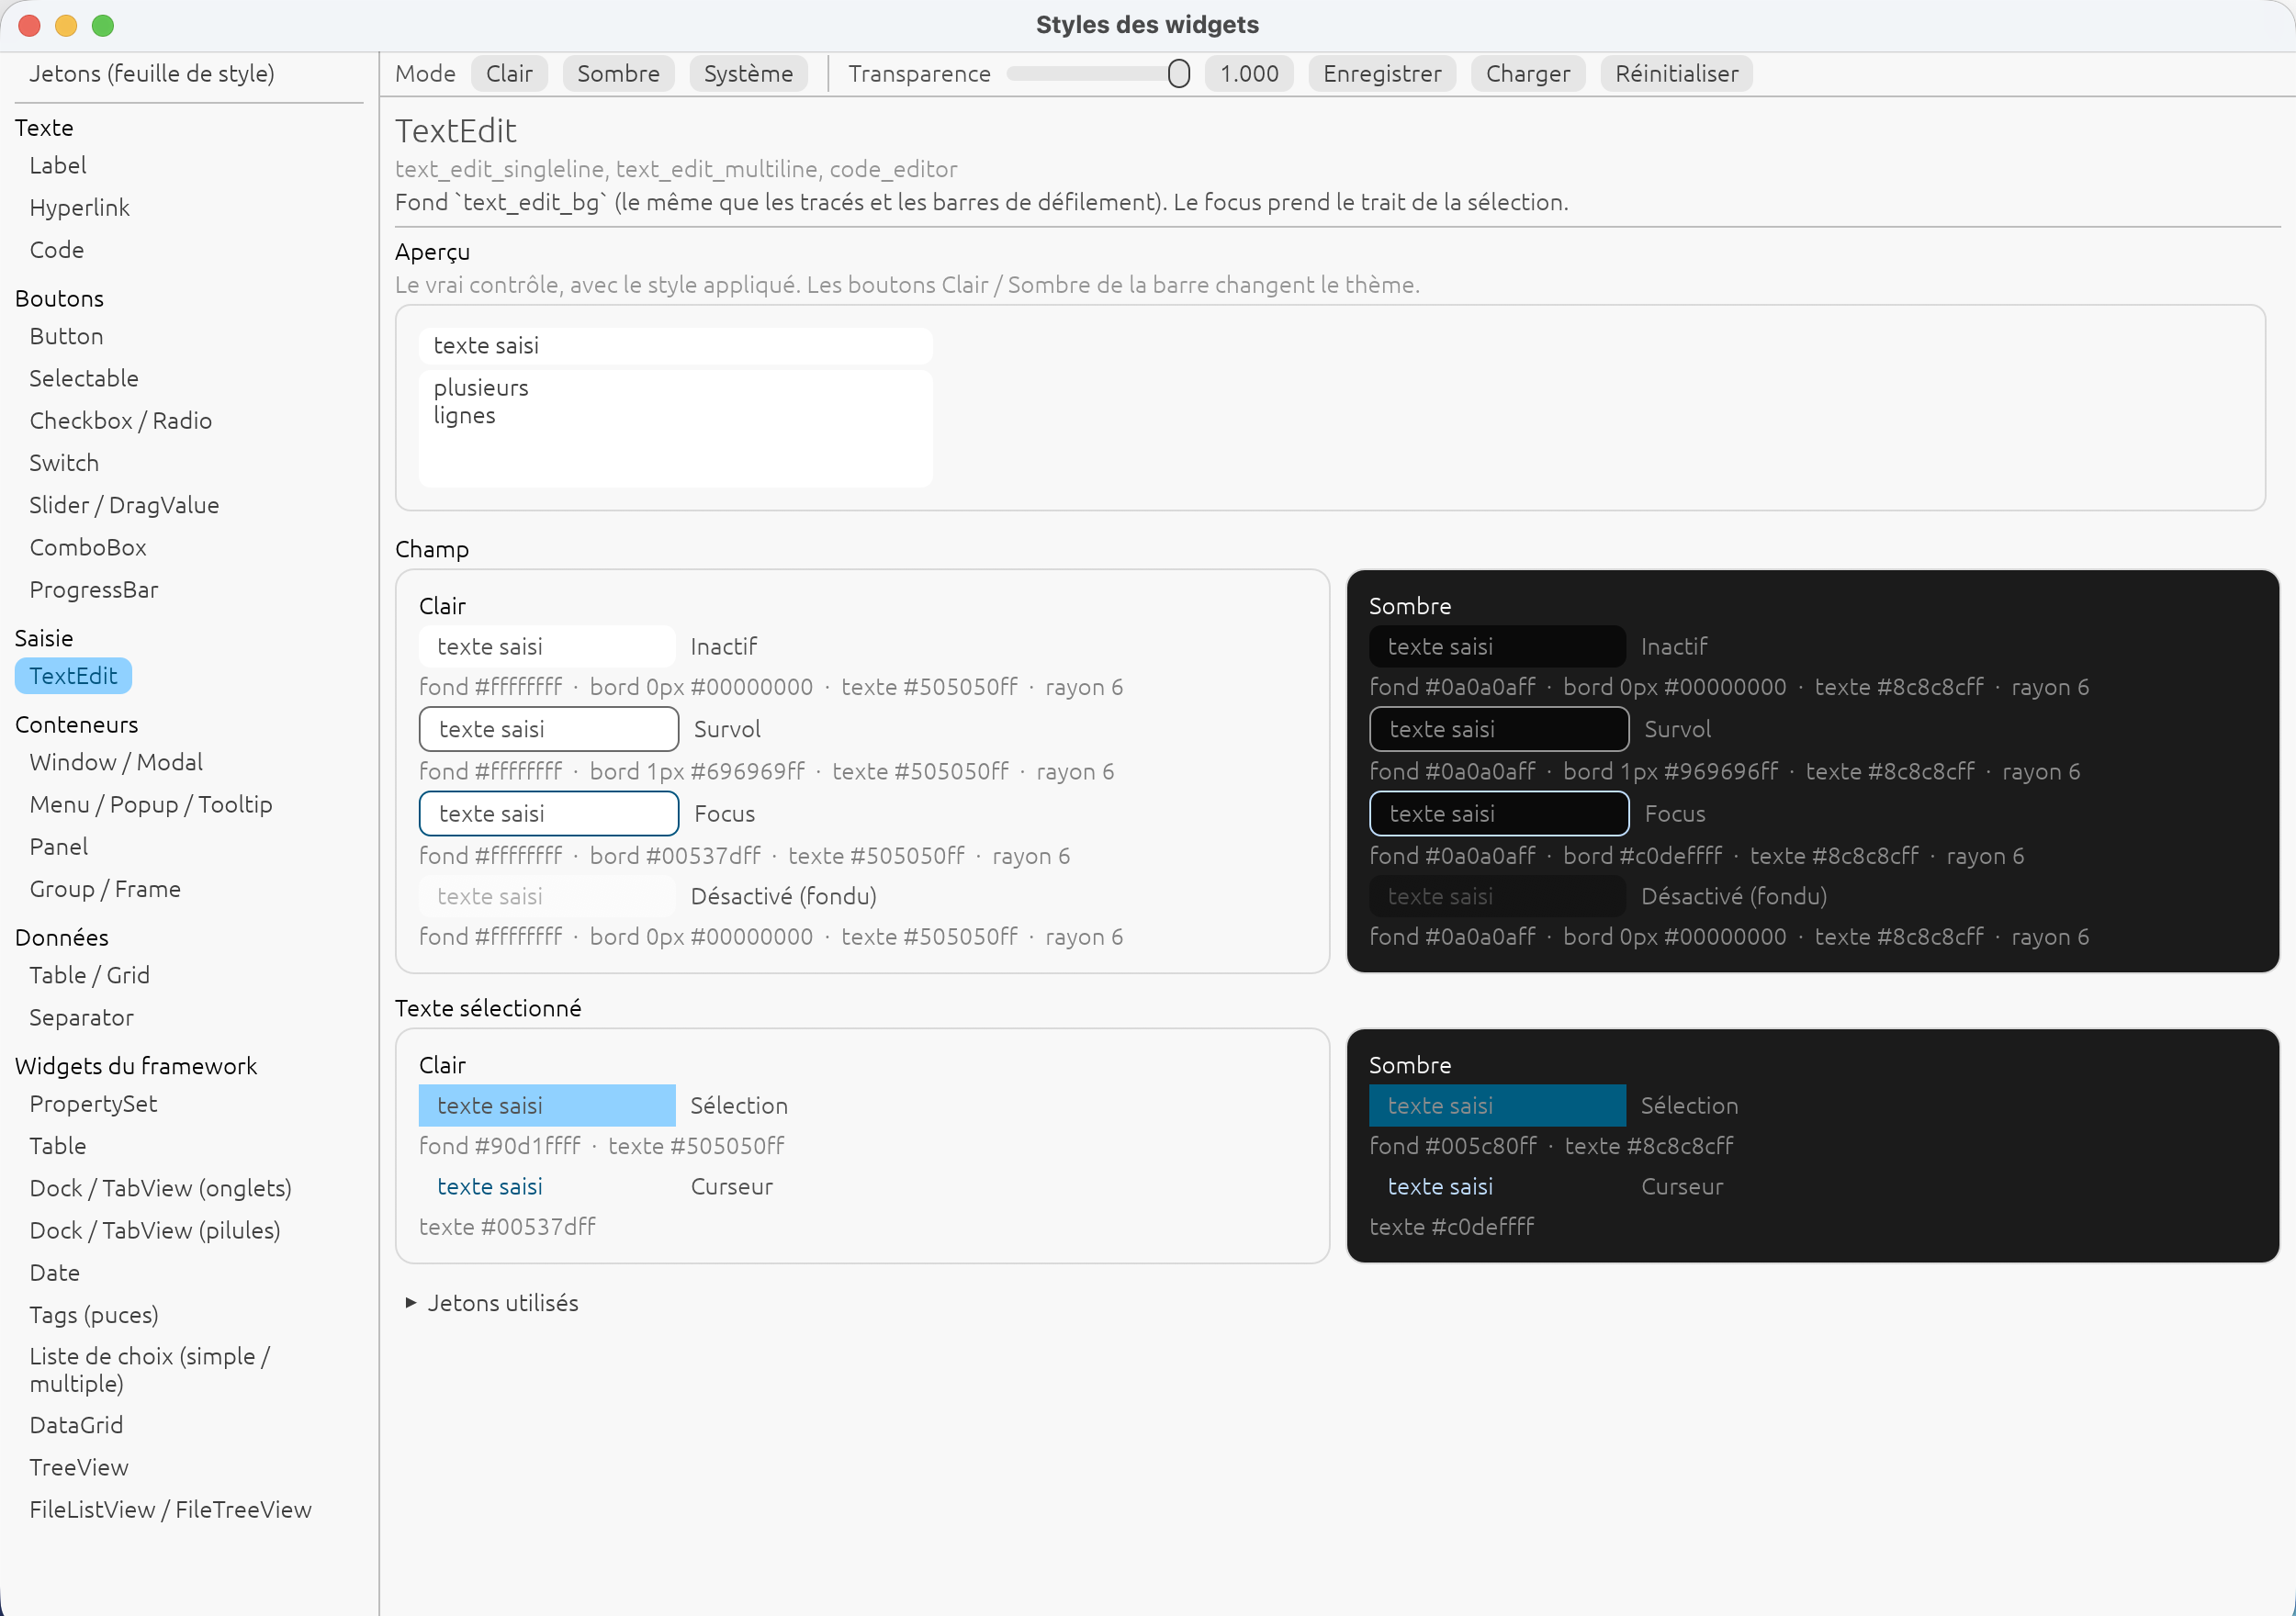 Styles des widgets
Jetons (feuille de style)
Texte
Label
Hyperlink
Code
Boutons
Button
Selectable
Checkbox / Radio
Switch
Slider / DragValue
ComboBox
ProgressBar
Saisie
TextEdit
Conteneurs
Window / Modal
Menu / Popup / Tooltip
Panel
Group / Frame
Données
Table / Grid
Separator
Widgets du framework
PropertySet
Table
Dock / TabView (onglets)
Dock / TabView (pilules)
Date
Tags (puces)
Liste de choix (simple /
multiple)
DataGrid
TreeView
FileListView / FileTreeView
Mode Clair Sombre Système Transparence 1.000 Enregistrer Charger Réinitialiser
TextEdit
text_edit_singleline, text_edit_multiline, code_editor
Fond `text_edit_bg` (le même que les tracés et les barres de défilement). Le focus prend le trait de la sélection.
Aperçu
Le vrai contrôle, avec le style appliqué. Les boutons Clair / Sombre de la barre changent le thème.
texte saisi
plusieurs
lignes
Champ
Clair
texte saisi Inactif
fond #ffffffff · bord 0px #00000000 · texte #505050ff · rayon 6
texte saisi Survol
fond #ffffffff · bord 1px #696969ff · texte #505050ff · rayon 6
texte saisi Focus
fond #ffffffff · bord #00537dff · texte #505050ff · rayon 6
texte saisi Désactivé (fondu)
fond #ffffffff · bord 0px #00000000 · texte #505050ff · rayon 6
Sombre
texte saisi Inactif
fond #0a0a0aff · bord 0px #00000000 · texte #8c8c8cff · rayon 6
texte saisi Survol
fond #0a0a0aff · bord 1px #969696ff · texte #8c8c8cff · rayon 6
texte saisi Focus
fond #0a0a0aff · bord #c0deffff · texte #8c8c8cff · rayon 6
texte saisi Désactivé (fondu)
fond #0a0a0aff · bord 0px #00000000 · texte #8c8c8cff · rayon 6
Texte sélectionné
Clair
texte saisi Sélection
fond #90d1ffff · texte #505050ff
texte saisi Curseur
texte #00537dff
Sombre
texte saisi Sélection
fond #005c80ff · texte #8c8c8cff
texte saisi Curseur
texte #c0deffff
▶ Jetons utilisés